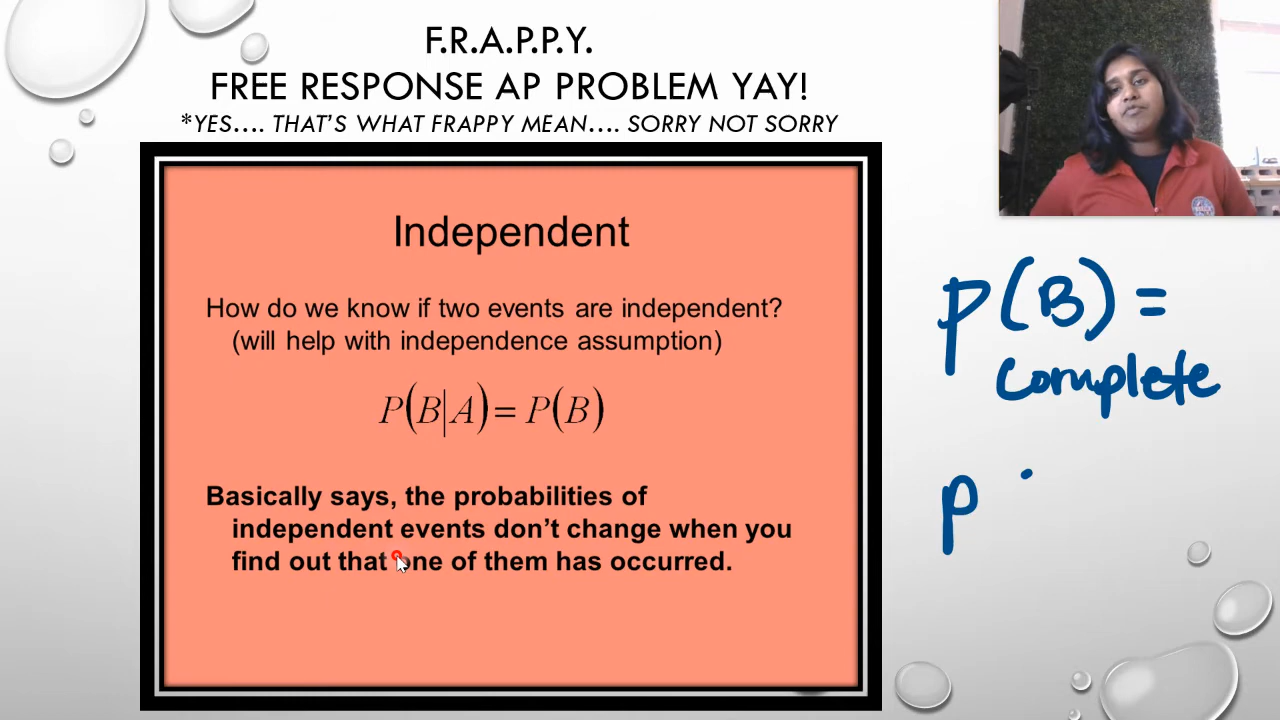 F.R.A.P.P.Y.
FREE RESPONSE AP PROBLEM YAY!
*YES.... THAT'S WHAT FRAPPY MEAN.... SORRY NOT SORRY
Independent
How do we know if two events are independent?
(will help with independence assumption)
P(B|A) = P(B)
Basically says, the probabilities of
independent events don't change when you
find out that one of them has occurred.
P(B) =
complete
P